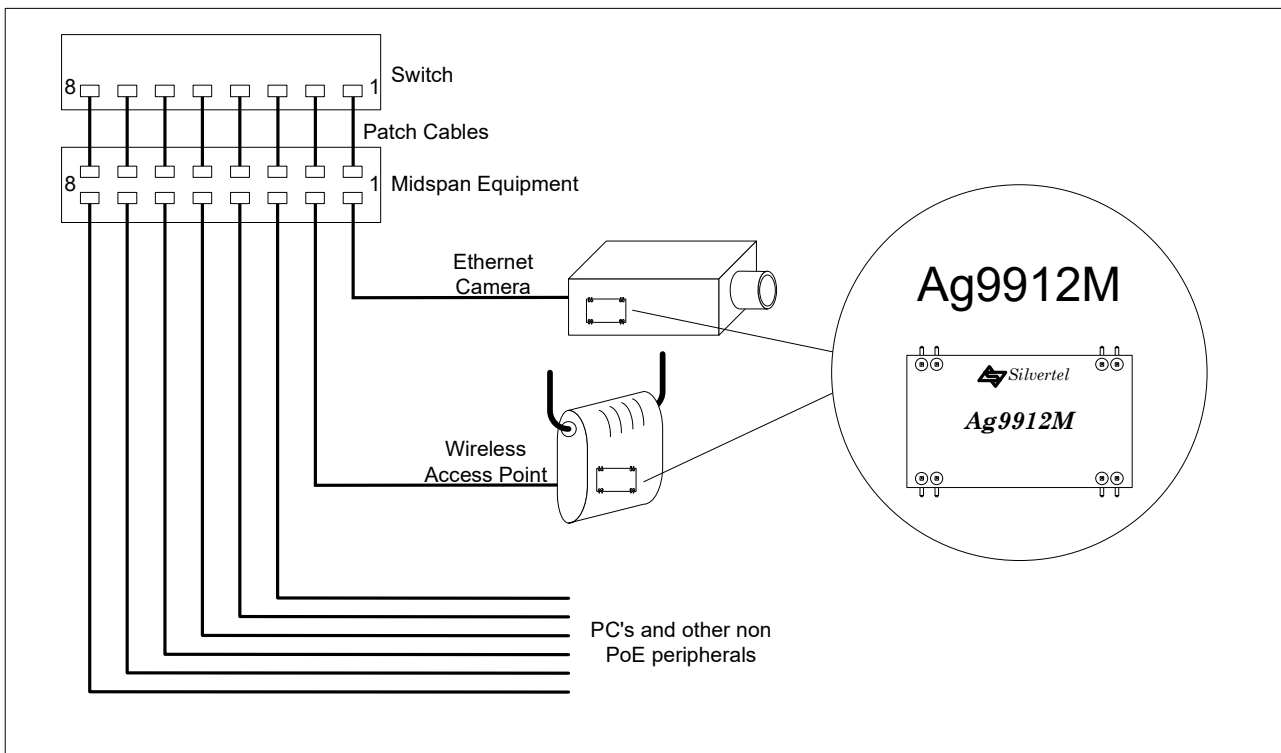 8
1
Switch
Patch Cables
8
1
Midspan Equipment
Ethernet
Camera
Wireless
Access Point
PC's and other non
PoE peripherals
Ag9912M
Silvertel
Ag9912M